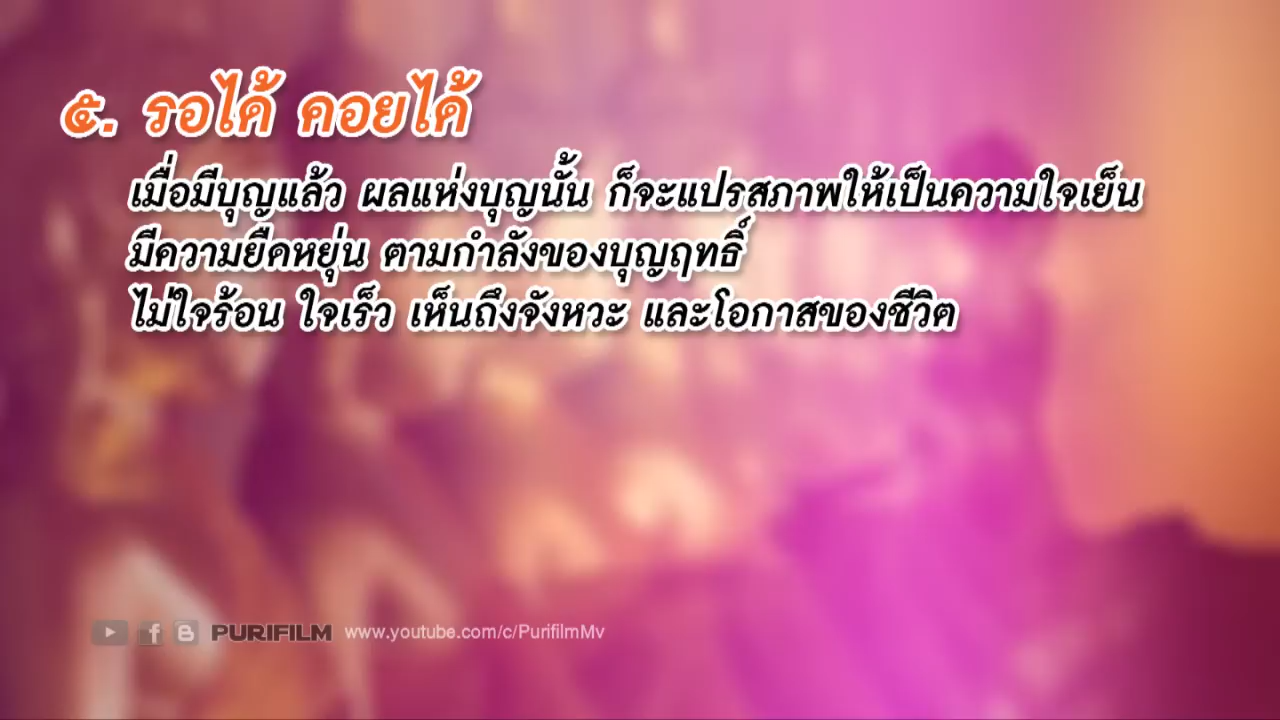 ๕. รอได้ คอยได้
เมื่อมีบุญแล้ว ผลแห่งบุญนั้น ก็จะแปรสภาพให้เป็นความใจเย็น
มีความยืดหยุ่น ตามกำลังของบุญฤทธิ์
ไม่ใจร้อน ใจเร็ว เห็นถึงจังหวะ และโอกาสของชีวิต
PURIFILM www.youtube.com/c/PurifilmMv